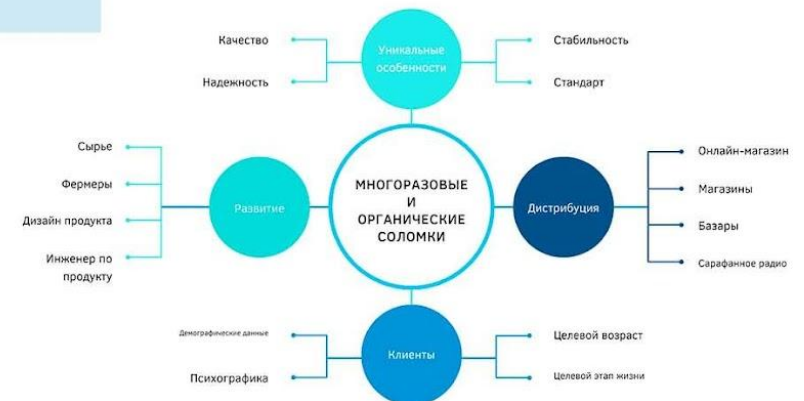 Качество
Надежность
Уникальные
особенности
Стабильность
Стандарт
Сырье
Фермеры
Дизайн продукта
Инженер по
продукту
Развитие
МНОГОРАЗОВЫЕ
И
ОРГАНИЧЕСКИЕ
СОЛОМКИ
Дистрибуция
Онлайн-магазин
Магазины
Базары
Сарафанное радио
Демографические данные
Психографика
Клиенты
Целевой возраст
Целевой этап жизни